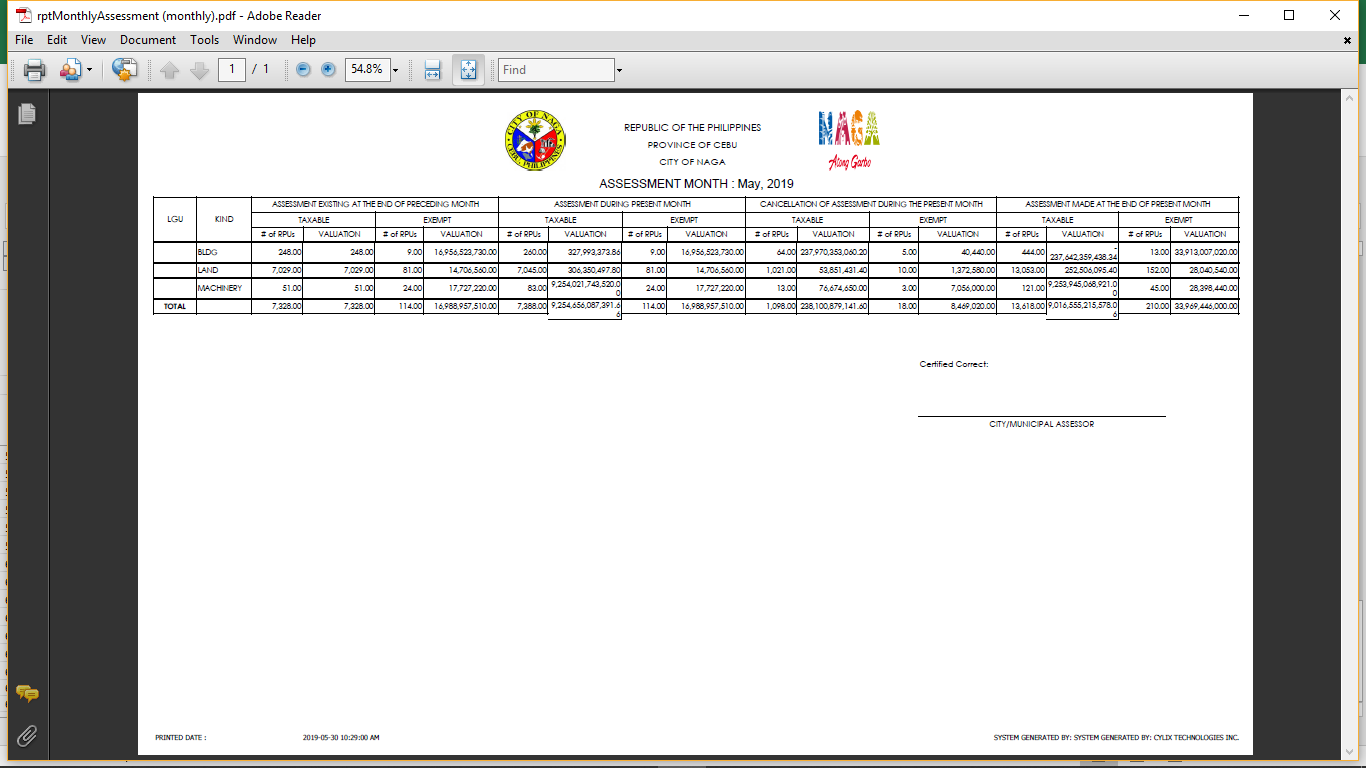 rptMonthlyAssessment (monthly).pdf - Adobe Reader
File Edit View Document Tools Window Help
1 / 1 54.8% Find
CITY OF NAGA
CEBU, PHILIPPINES
REPUBLIC OF THE PHILIPPINES
PROVINCE OF CEBU
CITY OF NAGA
NAGA
Atong Garbo
ASSESSMENT MONTH : May, 2019
LGU KIND ASSESSMENT EXISTING AT THE END OF PRECEDING MONTH ASSESSMENT DURING PRESENT MONTH CANCELLATION OF ASSESSMENT DURING THE PRESENT MONTH ASSESSMENT MADE AT THE END OF PRESENT MONTH
TAXABLE EXEMPT TAXABLE EXEMPT TAXABLE EXEMPT TAXABLE EXEMPT
# of RPUs VALUATION # of RPUs VALUATION # of RPUs VALUATION # of RPUs VALUATION # of RPUs VALUATION # of RPUs VALUATION # of RPUs VALUATION # of RPUs VALUATION
BLDG 248.00 248.00 9.00 16,956,523,730.00 260.00 327,993,373.86 9.00 16,956,523,730.00 64.00 237,970,353,060.20 5.00 40,440.00 444.00 -237,642,359,438.34 13.00 33,913,007,020.00
LAND 7,029.00 7,029.00 81.00 14,706,560.00 7,045.00 306,350,497.80 81.00 14,706,560.00 1,021.00 53,851,431.40 10.00 1,372,580.00 13,053.00 252,506,095.40 152.00 28,040,540.00
MACHINERY 51.00 51.00 24.00 17,727,220.00 83.00 9,254,021,743,520.00 24.00 17,727,220.00 13.00 76,674,650.00 3.00 7,056,000.00 121.00 9,253,945,068,921.00 45.00 28,398,440.00
TOTAL 7,328.00 7,328.00 114.00 16,988,957,510.00 7,388.00 9,254,656,087,391.66 114.00 16,988,957,510.00 1,098.00 238,100,879,141.60 18.00 8,469,020.00 13,618.00 9,016,555,215,578.06 210.00 33,969,446,000.00
Certified Correct:
CITY/MUNICIPAL ASSESSOR
PRINTED DATE : 2019-05-30 10:29:00 AM SYSTEM GENERATED BY: SYSTEM GENERATED BY: CYLIX TECHNOLOGIES INC.